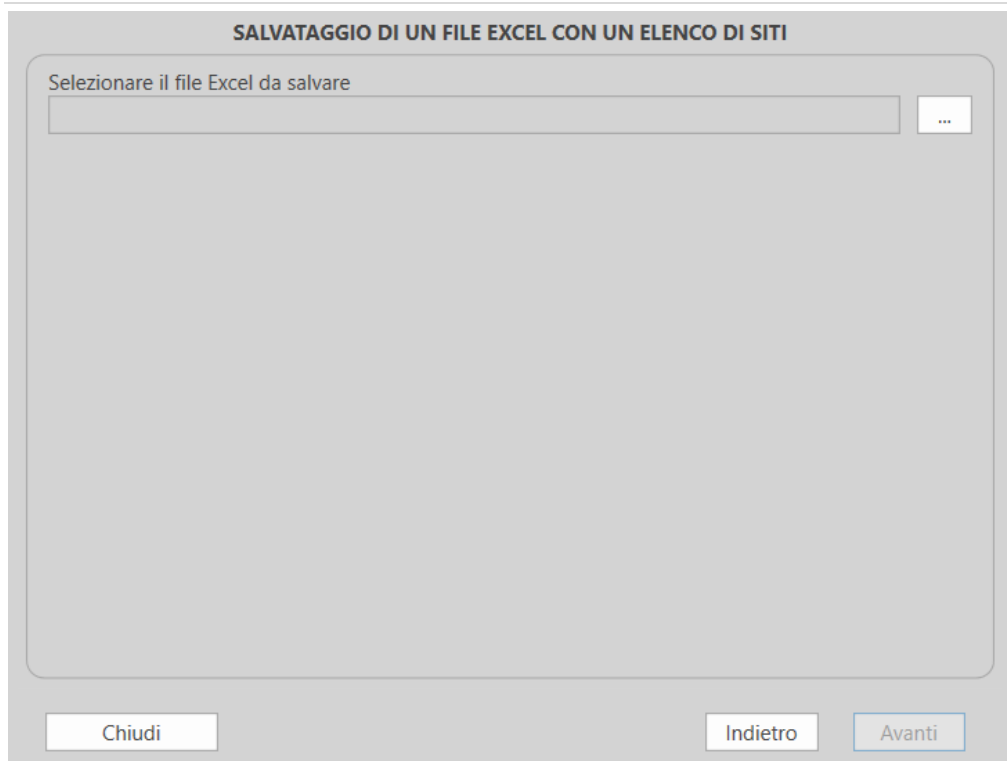 SALVATAGGIO DI UN FILE EXCEL CON UN ELENCO DI SITI
Selezionare il file Excel da salvare
...
Chiudi
Indietro
Avanti